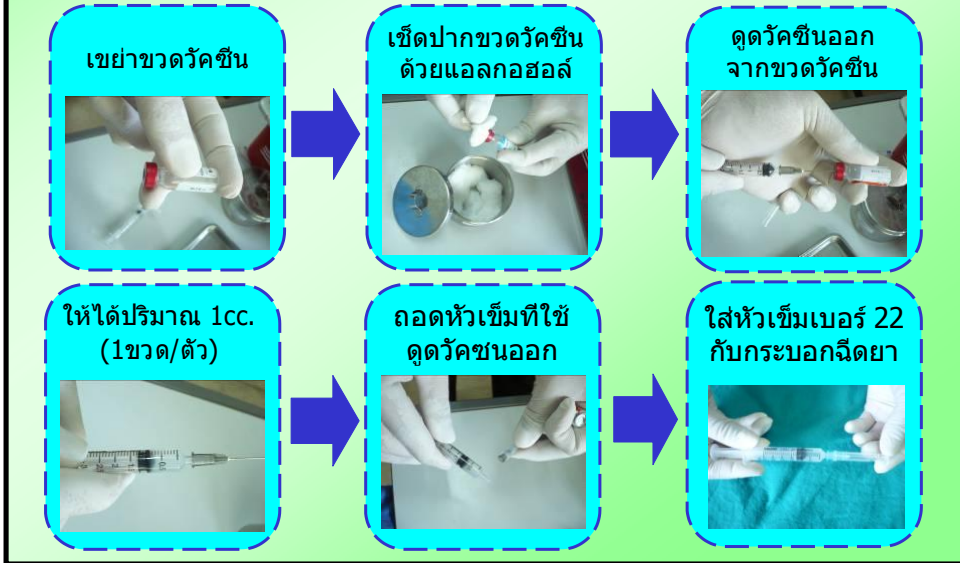 เขย่าขวดวัคซีน
เช็ดปากขวดวัคซีน
ด้วยแอลกอฮอล์
ดูดวัคซีนออก
จากขวดวัคซีน
ให้ได้ปริมาณ 1cc.
(1ขวด/ตัว)
ถอดหัวเข็มที่ใช้
ดูดวัคซนออก
ใส่หัวเข็มเบอร์ 22
กับกระบอกฉีดยา